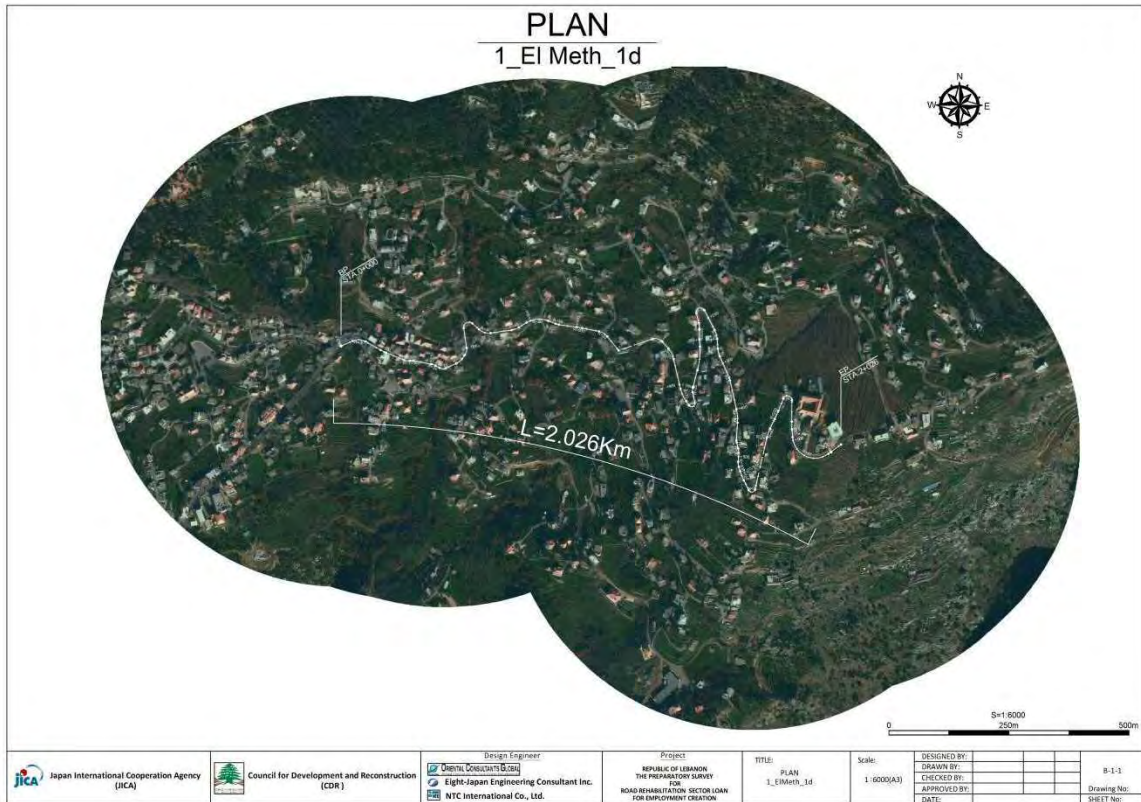 PLAN
1_El Meth_1d
N
W
E
S
BP
STA.0+000
EP
STA.2+026
L=2.026Km
S=1:6000
0
250m
500m
JICA
Japan International Cooperation Agency
(JICA)
Council for Development and Reconstruction
(CDR )
Design Engineer
ORIENTAL CONSULTANTS GLOBAL
Eight-Japan Engineering Consultant Inc.
NTC International Co., Ltd.
Project
REPUBLIC OF LEBANON
THE PREPARATORY SURVEY
FOR
ROAD REHABILITATION SECTOR LOAN
FOR EMPLOYMENT CREATION
TITLE:
PLAN
1_ElMeth_1d
Scale:
1:6000(A3)
DESIGNED BY:
DRAWN BY:
CHECKED BY:
APPROVED BY:
DATE:
B-1-1
Drawing No:
SHEET No: